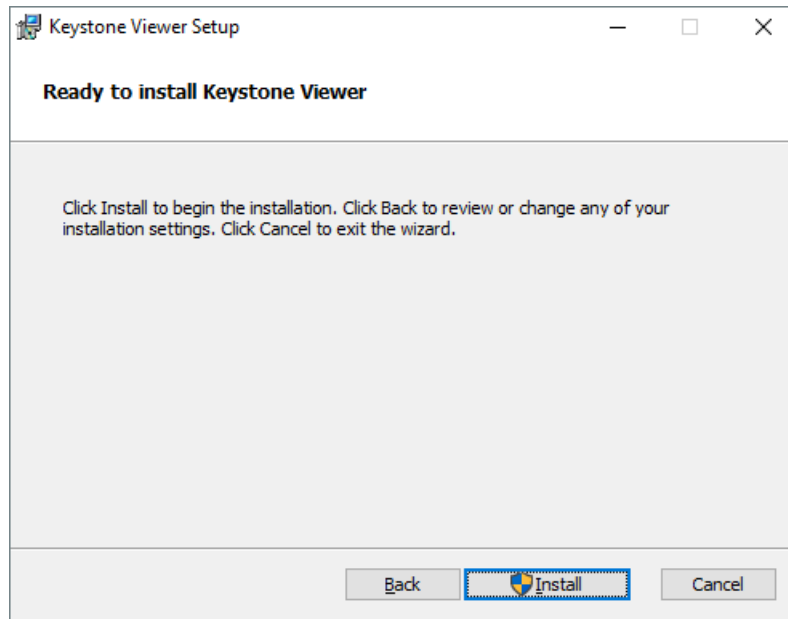 Keystone Viewer Setup
Ready to install Keystone Viewer
Click Install to begin the installation. Click Back to review or change any of your
installation settings. Click Cancel to exit the wizard.
Back
Install
Cancel